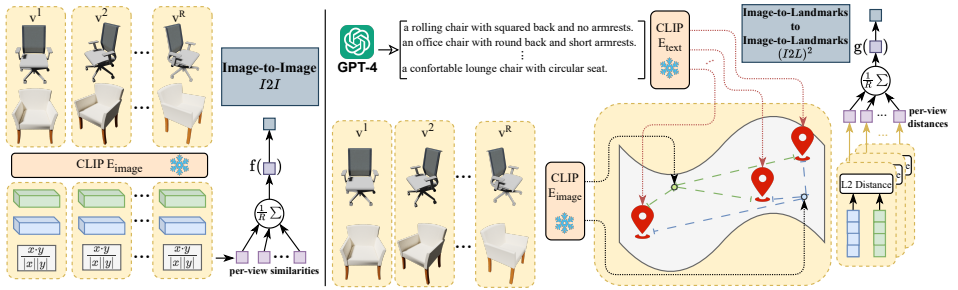 v¹ v² ... vᴿ
Image-to-Image
I2I
CLIP E_image
f( )
1/R Σ
x·y / |x||y| x·y / |x||y| ... x·y / |x||y|
per-view similarities
GPT-4
a rolling chair with squared back and no armrests.
an office chair with round back and short armrests.
⋮
a confortable lounge chair with circular seat.
CLIP
E_text
v¹ v² ... vᴿ
CLIP
E_image
Image-to-Landmarks
to
Image-to-Landmarks
(I2L)²
g( )
1/R Σ
per-view
distances
...
L2 Distance